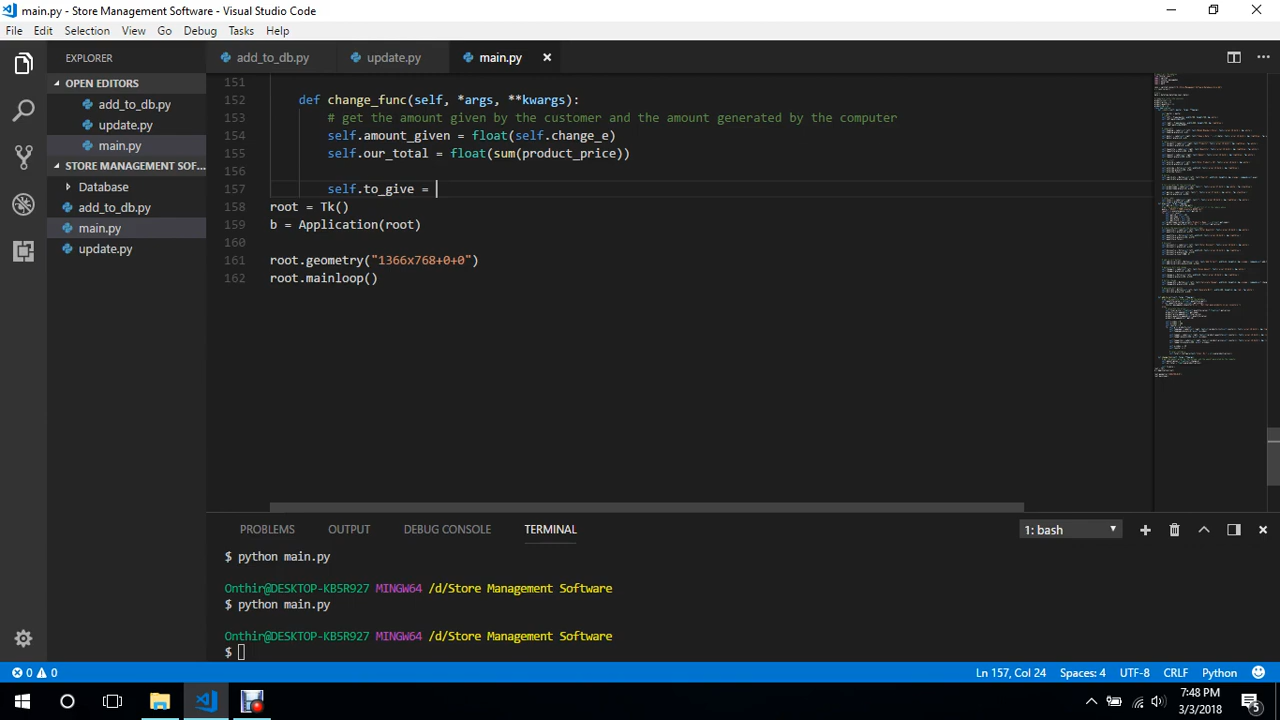 main.py - Store Management Software - Visual Studio Code
File Edit Selection View Go Debug Tasks Help
EXPLORER
OPEN EDITORS
add_to_db.py
update.py
main.py
STORE MANAGEMENT SOF...
Database
add_to_db.py
main.py
update.py
add_to_db.py update.py main.py
151
152 def change_func(self, *args, **kwargs):
153 # get the amount given by the customer and the amount generated by the computer
154 self.amount_given = float(self.change_e)
155 self.our_total = float(sum(product_price))
156
157 self.to_give =
158 root = Tk()
159 b = Application(root)
160
161 root.geometry("1366x768+0+0")
162 root.mainloop()
PROBLEMS OUTPUT DEBUG CONSOLE TERMINAL 1: bash
$ python main.py
Onthir@DESKTOP-KB5R927 MINGW64 /d/Store Management Software
$ python main.py
Onthir@DESKTOP-KB5R927 MINGW64 /d/Store Management Software
$
0 0 Ln 157, Col 24 Spaces: 4 UTF-8 CRLF Python
7:48 PM
3/3/2018
5